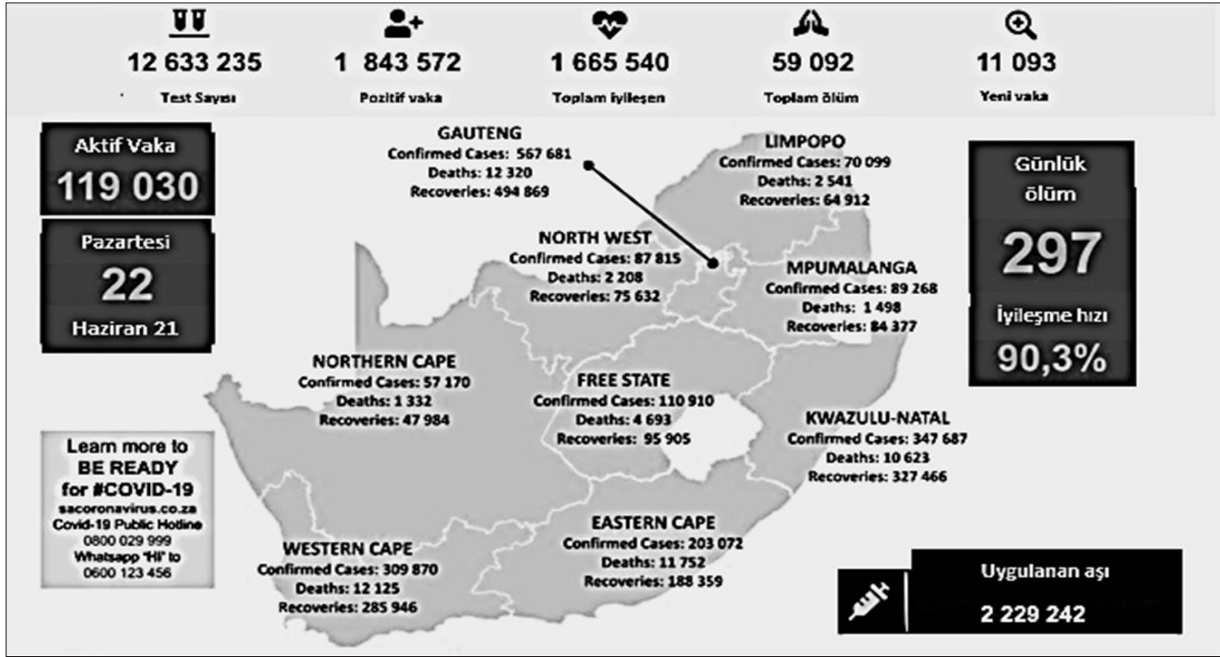 12 633 235
Test Sayısı
1 843 572
Pozitif vaka
1 665 540
Toplam iyileşen
59 092
Toplam ölüm
11 093
Yeni vaka
Aktif Vaka
119 030
Pazartesi
22
Haziran 21
GAUTENG
Confirmed Cases: 567 681
Deaths: 12 320
Recoveries: 494 869
LIMPOPO
Confirmed Cases: 70 099
Deaths: 2 541
Recoveries: 64 912
Günlük
ölüm
297
İyileşme hızı
90,3%
NORTH WEST
Confirmed Cases: 87 815
Deaths: 2 208
Recoveries: 75 632
MPUMALANGA
Confirmed Cases: 89 268
Deaths: 1 498
Recoveries: 84 377
NORTHERN CAPE
Confirmed Cases: 57 170
Deaths: 1 332
Recoveries: 47 984
FREE STATE
Confirmed Cases: 110 910
Deaths: 4 693
Recoveries: 95 905
KWAZULU-NATAL
Confirmed Cases: 347 687
Deaths: 10 623
Recoveries: 327 466
Learn more to
BE READY
for #COVID-19
sacoronavirus.co.za
Covid-19 Public Hotline
0800 029 999
Whatsapp "Hi" to
0600 123 456
WESTERN CAPE
Confirmed Cases: 309 870
Deaths: 12 125
Recoveries: 285 946
EASTERN CAPE
Confirmed Cases: 203 072
Deaths: 11 752
Recoveries: 188 359
Uygulanan aşı
2 229 242